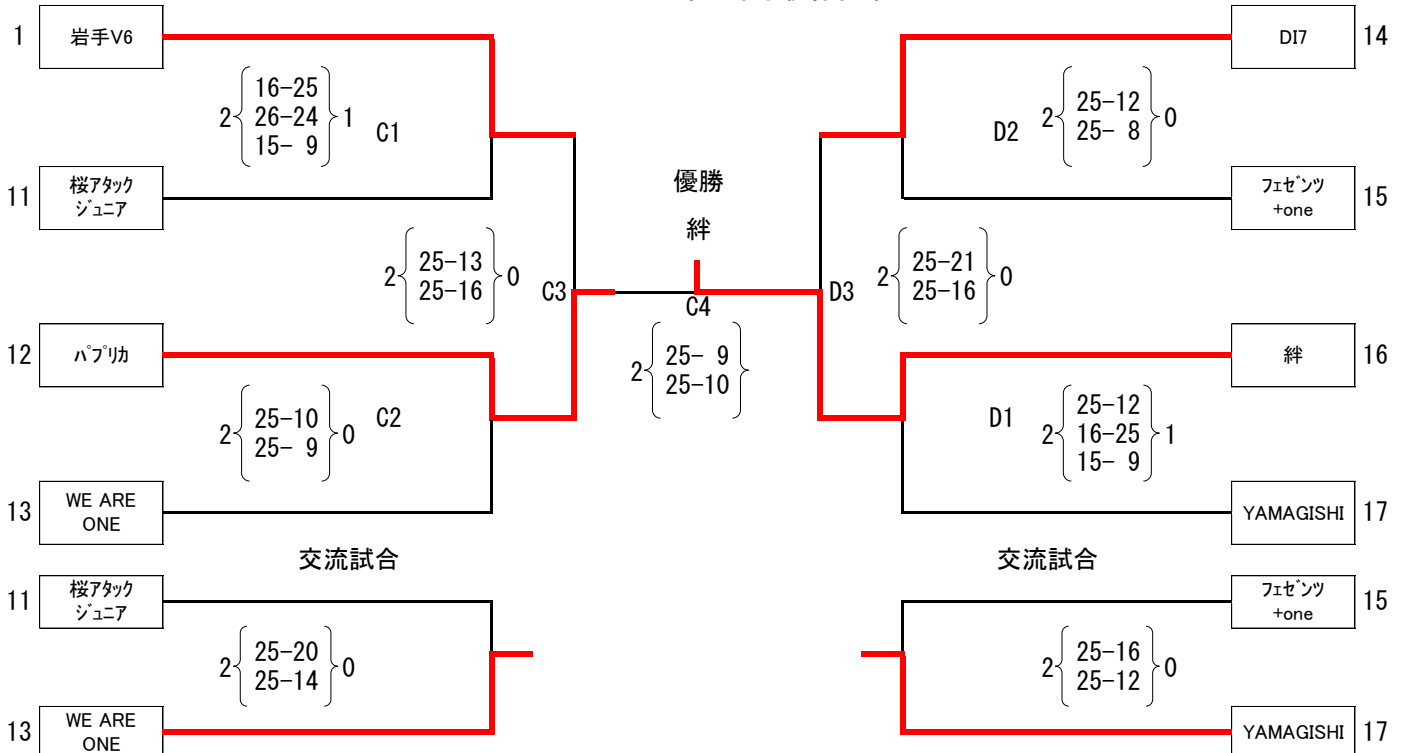 1 岩手V6
16-25
2 26-24 1 C1
15- 9
11 桜ｱﾀｯｸ
ｼﾞｭﾆｱ
25-13
2 25-16 0 C3
12 ﾊﾟﾌﾟﾘｶ
25-10
2 25- 9 0 C2
13 WE ARE
ONE
優勝
絆
C4
25- 9
2 25-10
DI7 14
25-12
D2 2 25- 8 0
ﾌｪｾﾞﾝﾂ
+one 15
25-21
D3 2 25-16 0
絆 16
25-12
D1 2 16-25 1
15- 9
YAMAGISHI 17
交流試合
11 桜ｱﾀｯｸ
ｼﾞｭﾆｱ
25-20
2 25-14 0
13 WE ARE
ONE
交流試合
ﾌｪｾﾞﾝﾂ
+one 15
25-16
2 25-12 0
YAMAGISHI 17